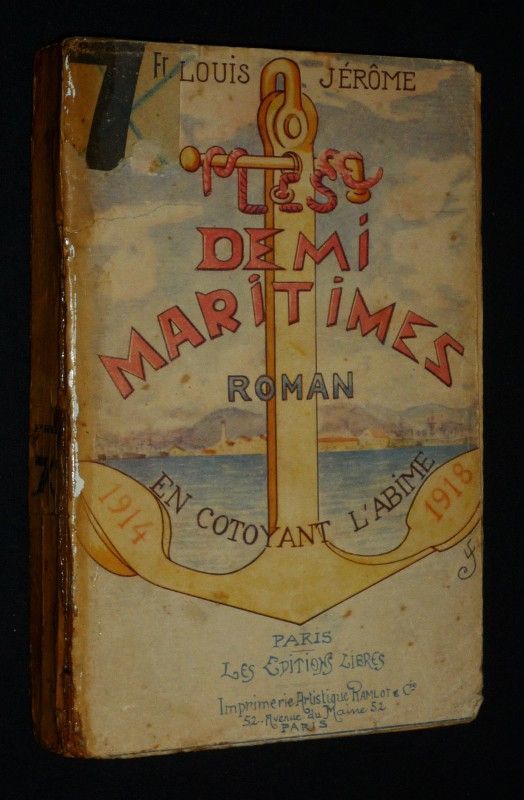 7
Fr LOUIS JÉRÔME
LES
DEMI
MARITIMES
ROMAN
EN COTOYANT L'ABIME
1914 1918
PARIS
LES EDITIONS LIBRES
Imprimerie Artistique RAMLOT & Cie
52 - Avenue du Maine 52
PARIS